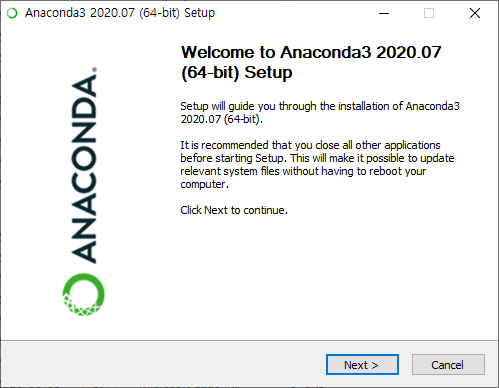 Anaconda3 2020.07 (64-bit) Setup
Welcome to Anaconda3 2020.07
(64-bit) Setup
Setup will guide you through the installation of Anaconda3
2020.07 (64-bit).
It is recommended that you close all other applications
before starting Setup. This will make it possible to update
relevant system files without having to reboot your
computer.
Click Next to continue.
ANACONDA.
Next >
Cancel